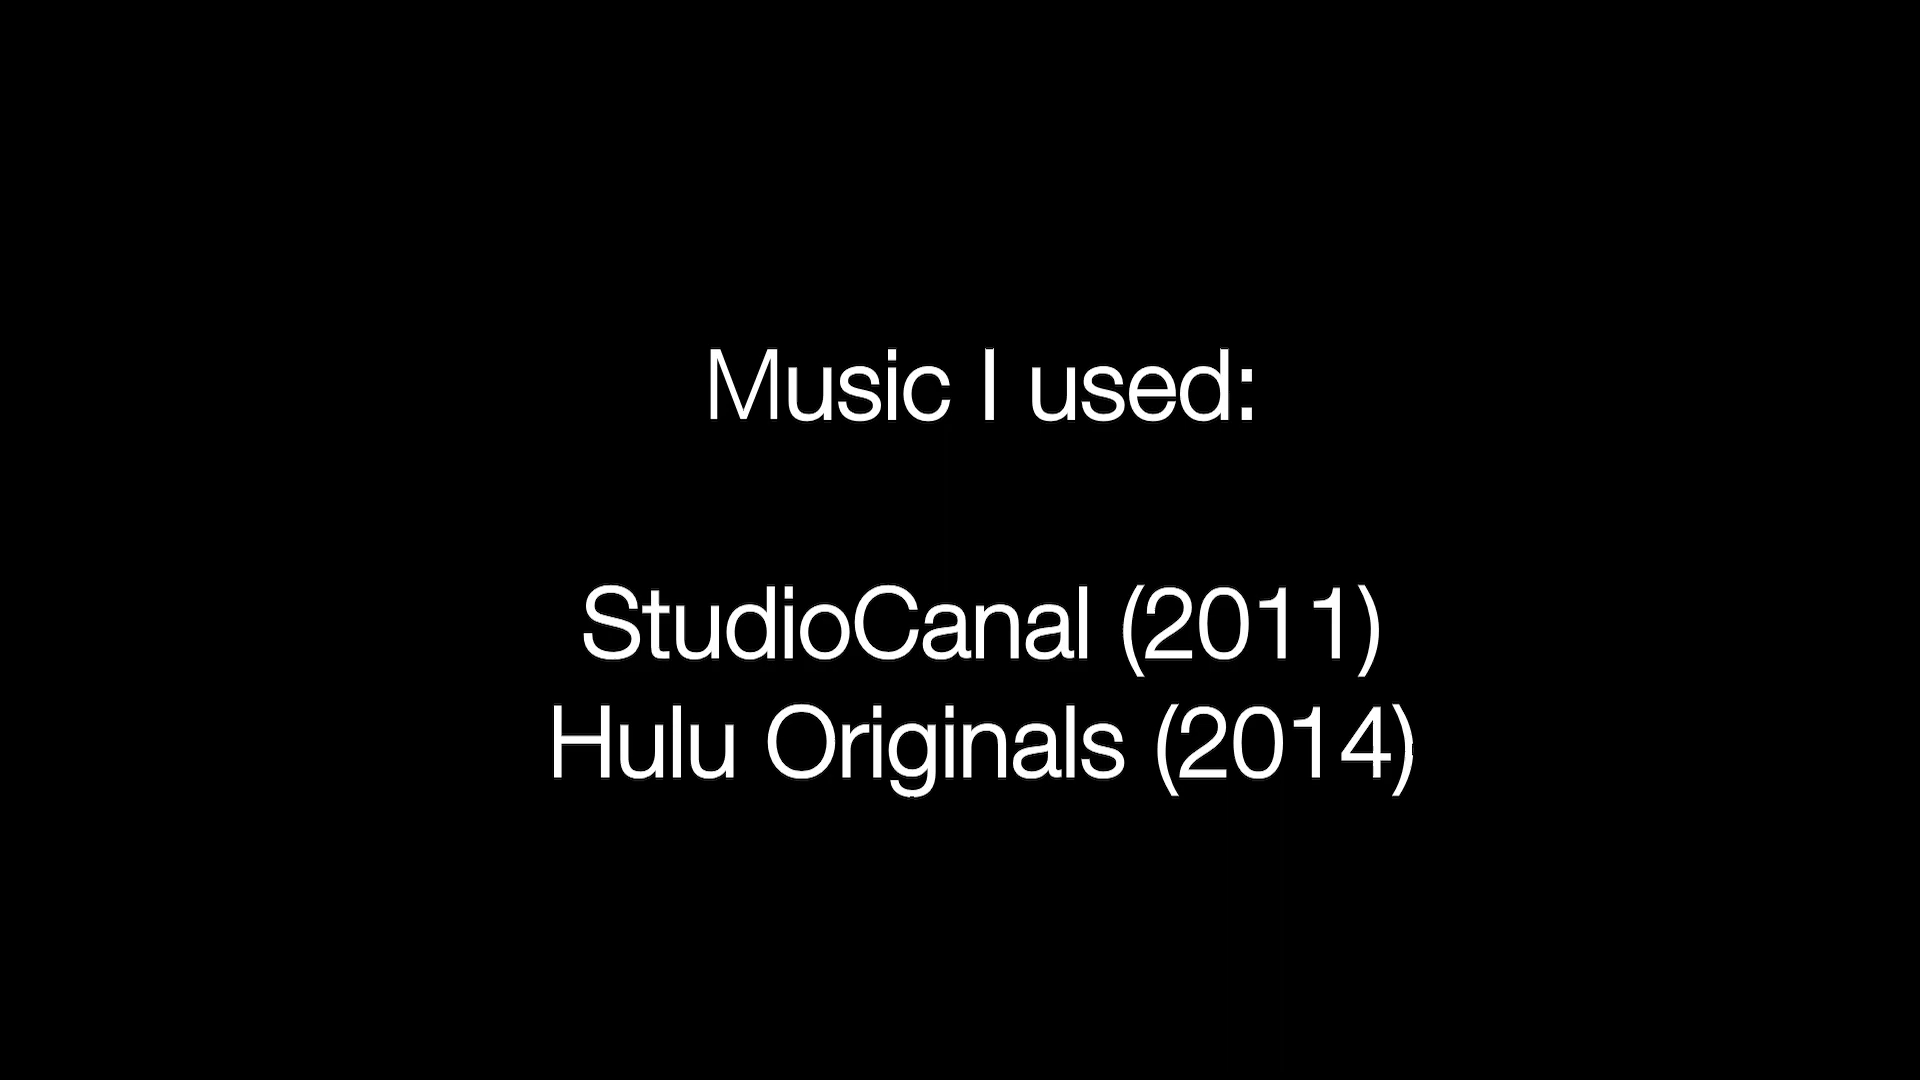 Music I used:
StudioCanal (2011)
Hulu Originals (2014)